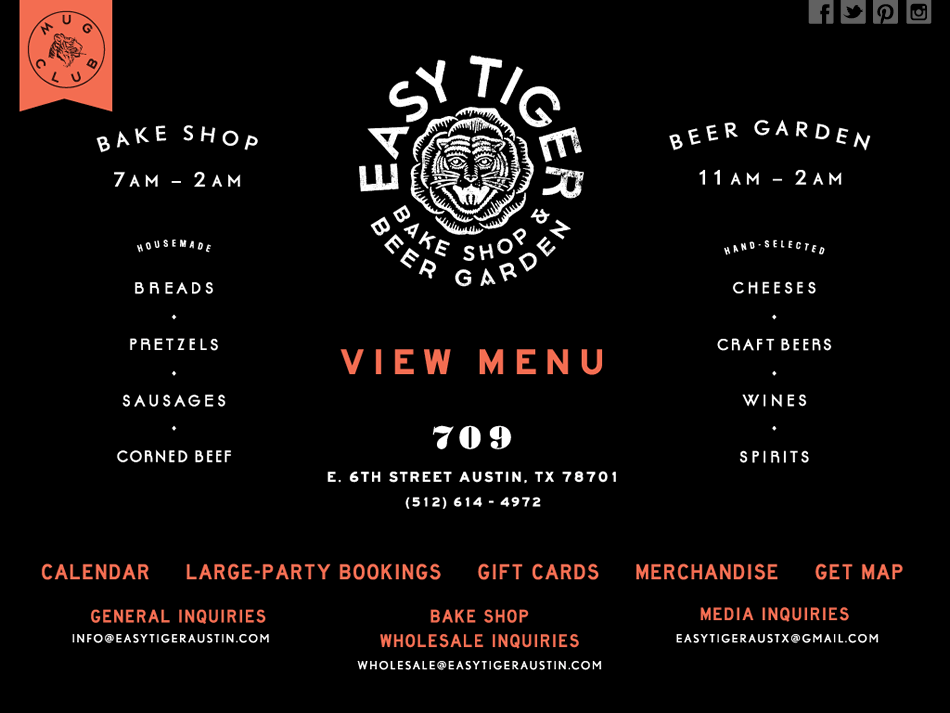 MUG CLUB
EASY TIGER
BAKE SHOP &
BEER GARDEN
BAKE SHOP
7AM – 2AM
HOUSEMADE
BREADS
PRETZELS
SAUSAGES
CORNED BEEF
VIEW MENU
709
E. 6TH STREET AUSTIN, TX 78701
(512) 614 - 4972
BEER GARDEN
11AM – 2AM
HAND-SELECTED
CHEESES
CRAFT BEERS
WINES
SPIRITS
CALENDAR LARGE-PARTY BOOKINGS GIFT CARDS MERCHANDISE GET MAP
GENERAL INQUIRIES
INFO@EASYTIGERAUSTIN.COM
BAKE SHOP
WHOLESALE INQUIRIES
WHOLESALE@EASYTIGERAUSTIN.COM
MEDIA INQUIRIES
EASYTIGERAUSTX@GMAIL.COM